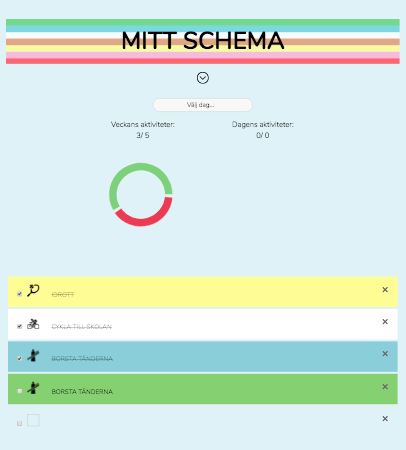 MITT SCHEMA
Välj dag...
Veckans aktiviteter: Dagens aktiviteter:
3/ 5 0/ 0
IDROTT
CYKLA TILL SKOLAN
BORSTA TÄNDERNA
BORSTA TÄNDERNA